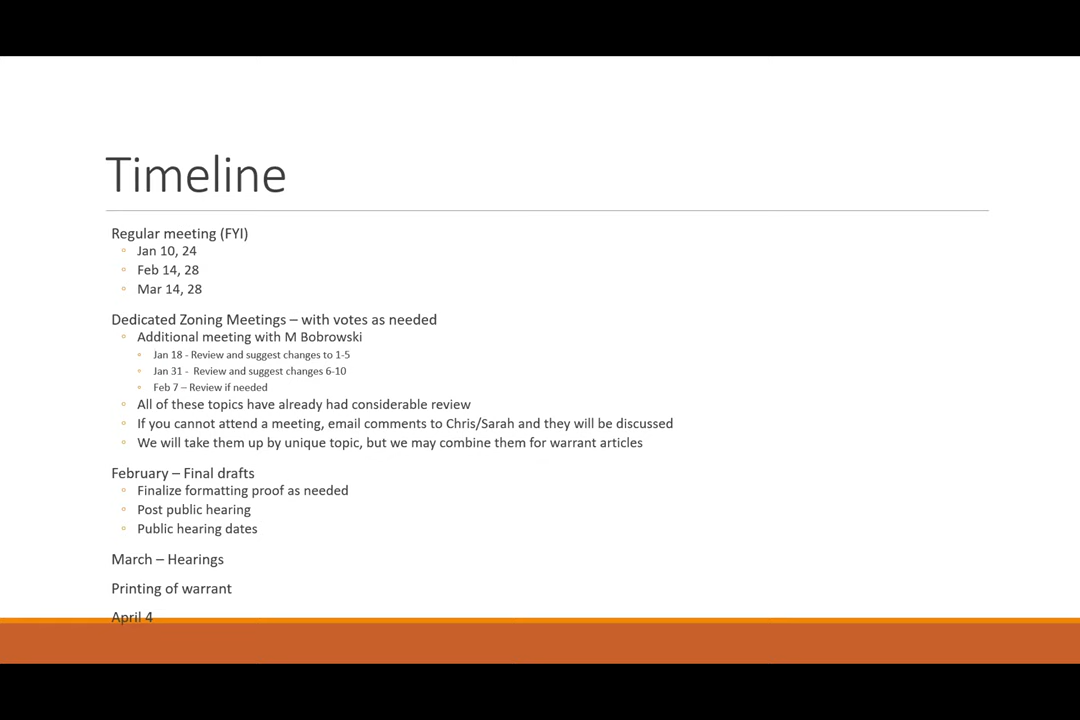 Timeline
Regular meeting (FYI)
◦ Jan 10, 24
◦ Feb 14, 28
◦ Mar 14, 28
Dedicated Zoning Meetings – with votes as needed
◦ Additional meeting with M Bobrowski
◦ Jan 18 - Review and suggest changes to 1-5
◦ Jan 31 - Review and suggest changes 6-10
◦ Feb 7 – Review if needed
◦ All of these topics have already had considerable review
◦ If you cannot attend a meeting, email comments to Chris/Sarah and they will be discussed
◦ We will take them up by unique topic, but we may combine them for warrant articles
February – Final drafts
◦ Finalize formatting proof as needed
◦ Post public hearing
◦ Public hearing dates
March – Hearings
Printing of warrant
April 4